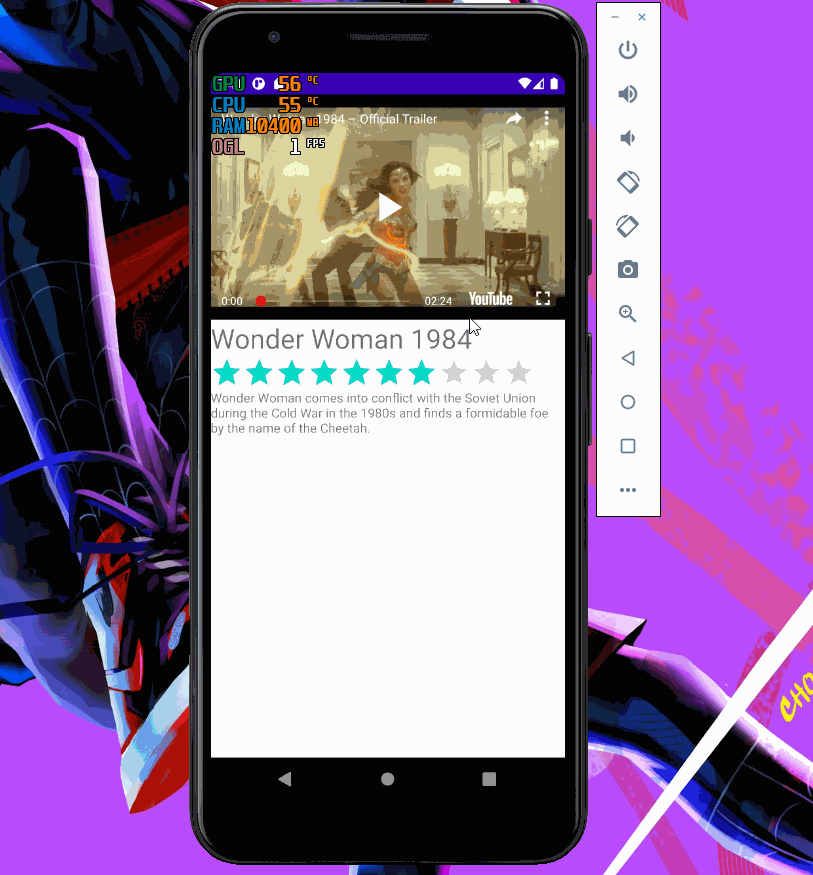 GPU 56 °C
CPU 55 °C
RAM 10400 MB
OGL 1 FPS
1984 – Official Trailer
0:00
02:24
YouTube
Wonder Woman 1984
Wonder Woman comes into conflict with the Soviet Union
during the Cold War in the 1980s and finds a formidable foe
by the name of the Cheetah.
CHO